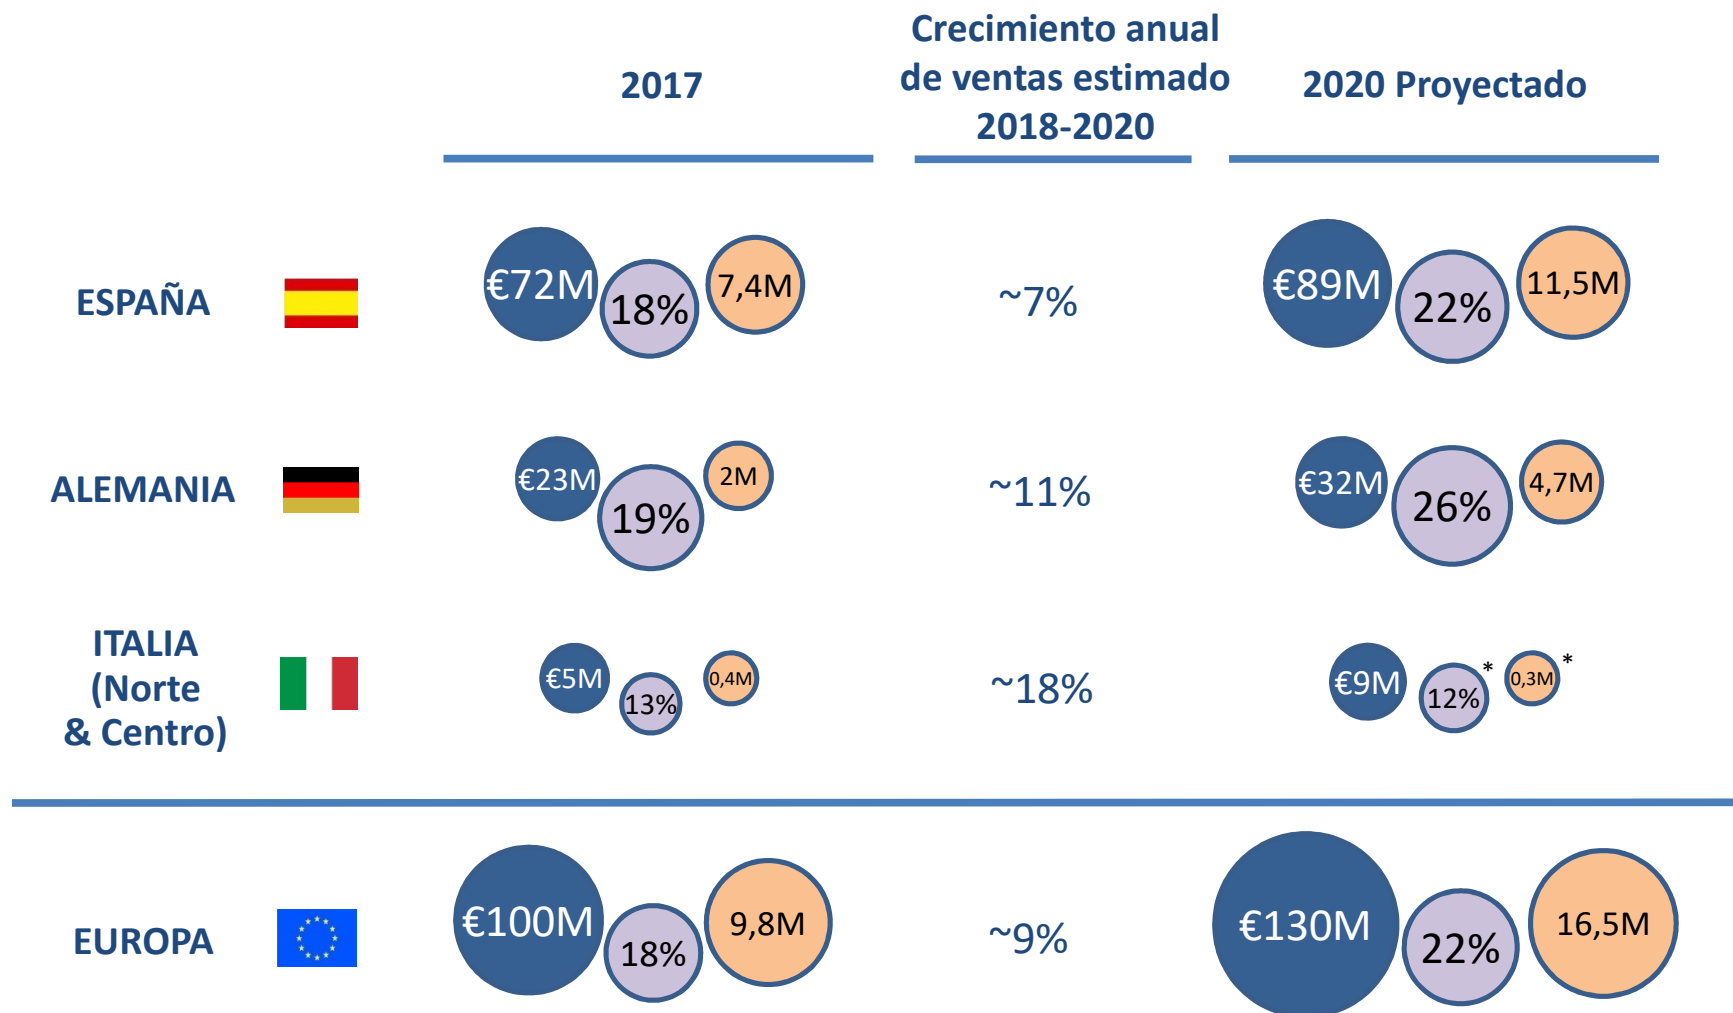 Crecimiento anual
de ventas estimado
2018-2020
2017
2020 Proyectado
ESPAÑA
€72M
18%
7,4M
~7%
€89M
22%
11,5M
ALEMANIA
€23M
19%
2M
~11%
€32M
26%
4,7M
ITALIA
(Norte
& Centro)
€5M
13%
0,4M
~18%
€9M
12%*
0,3M*
EUROPA
€100M
18%
9,8M
~9%
€130M
22%
16,5M